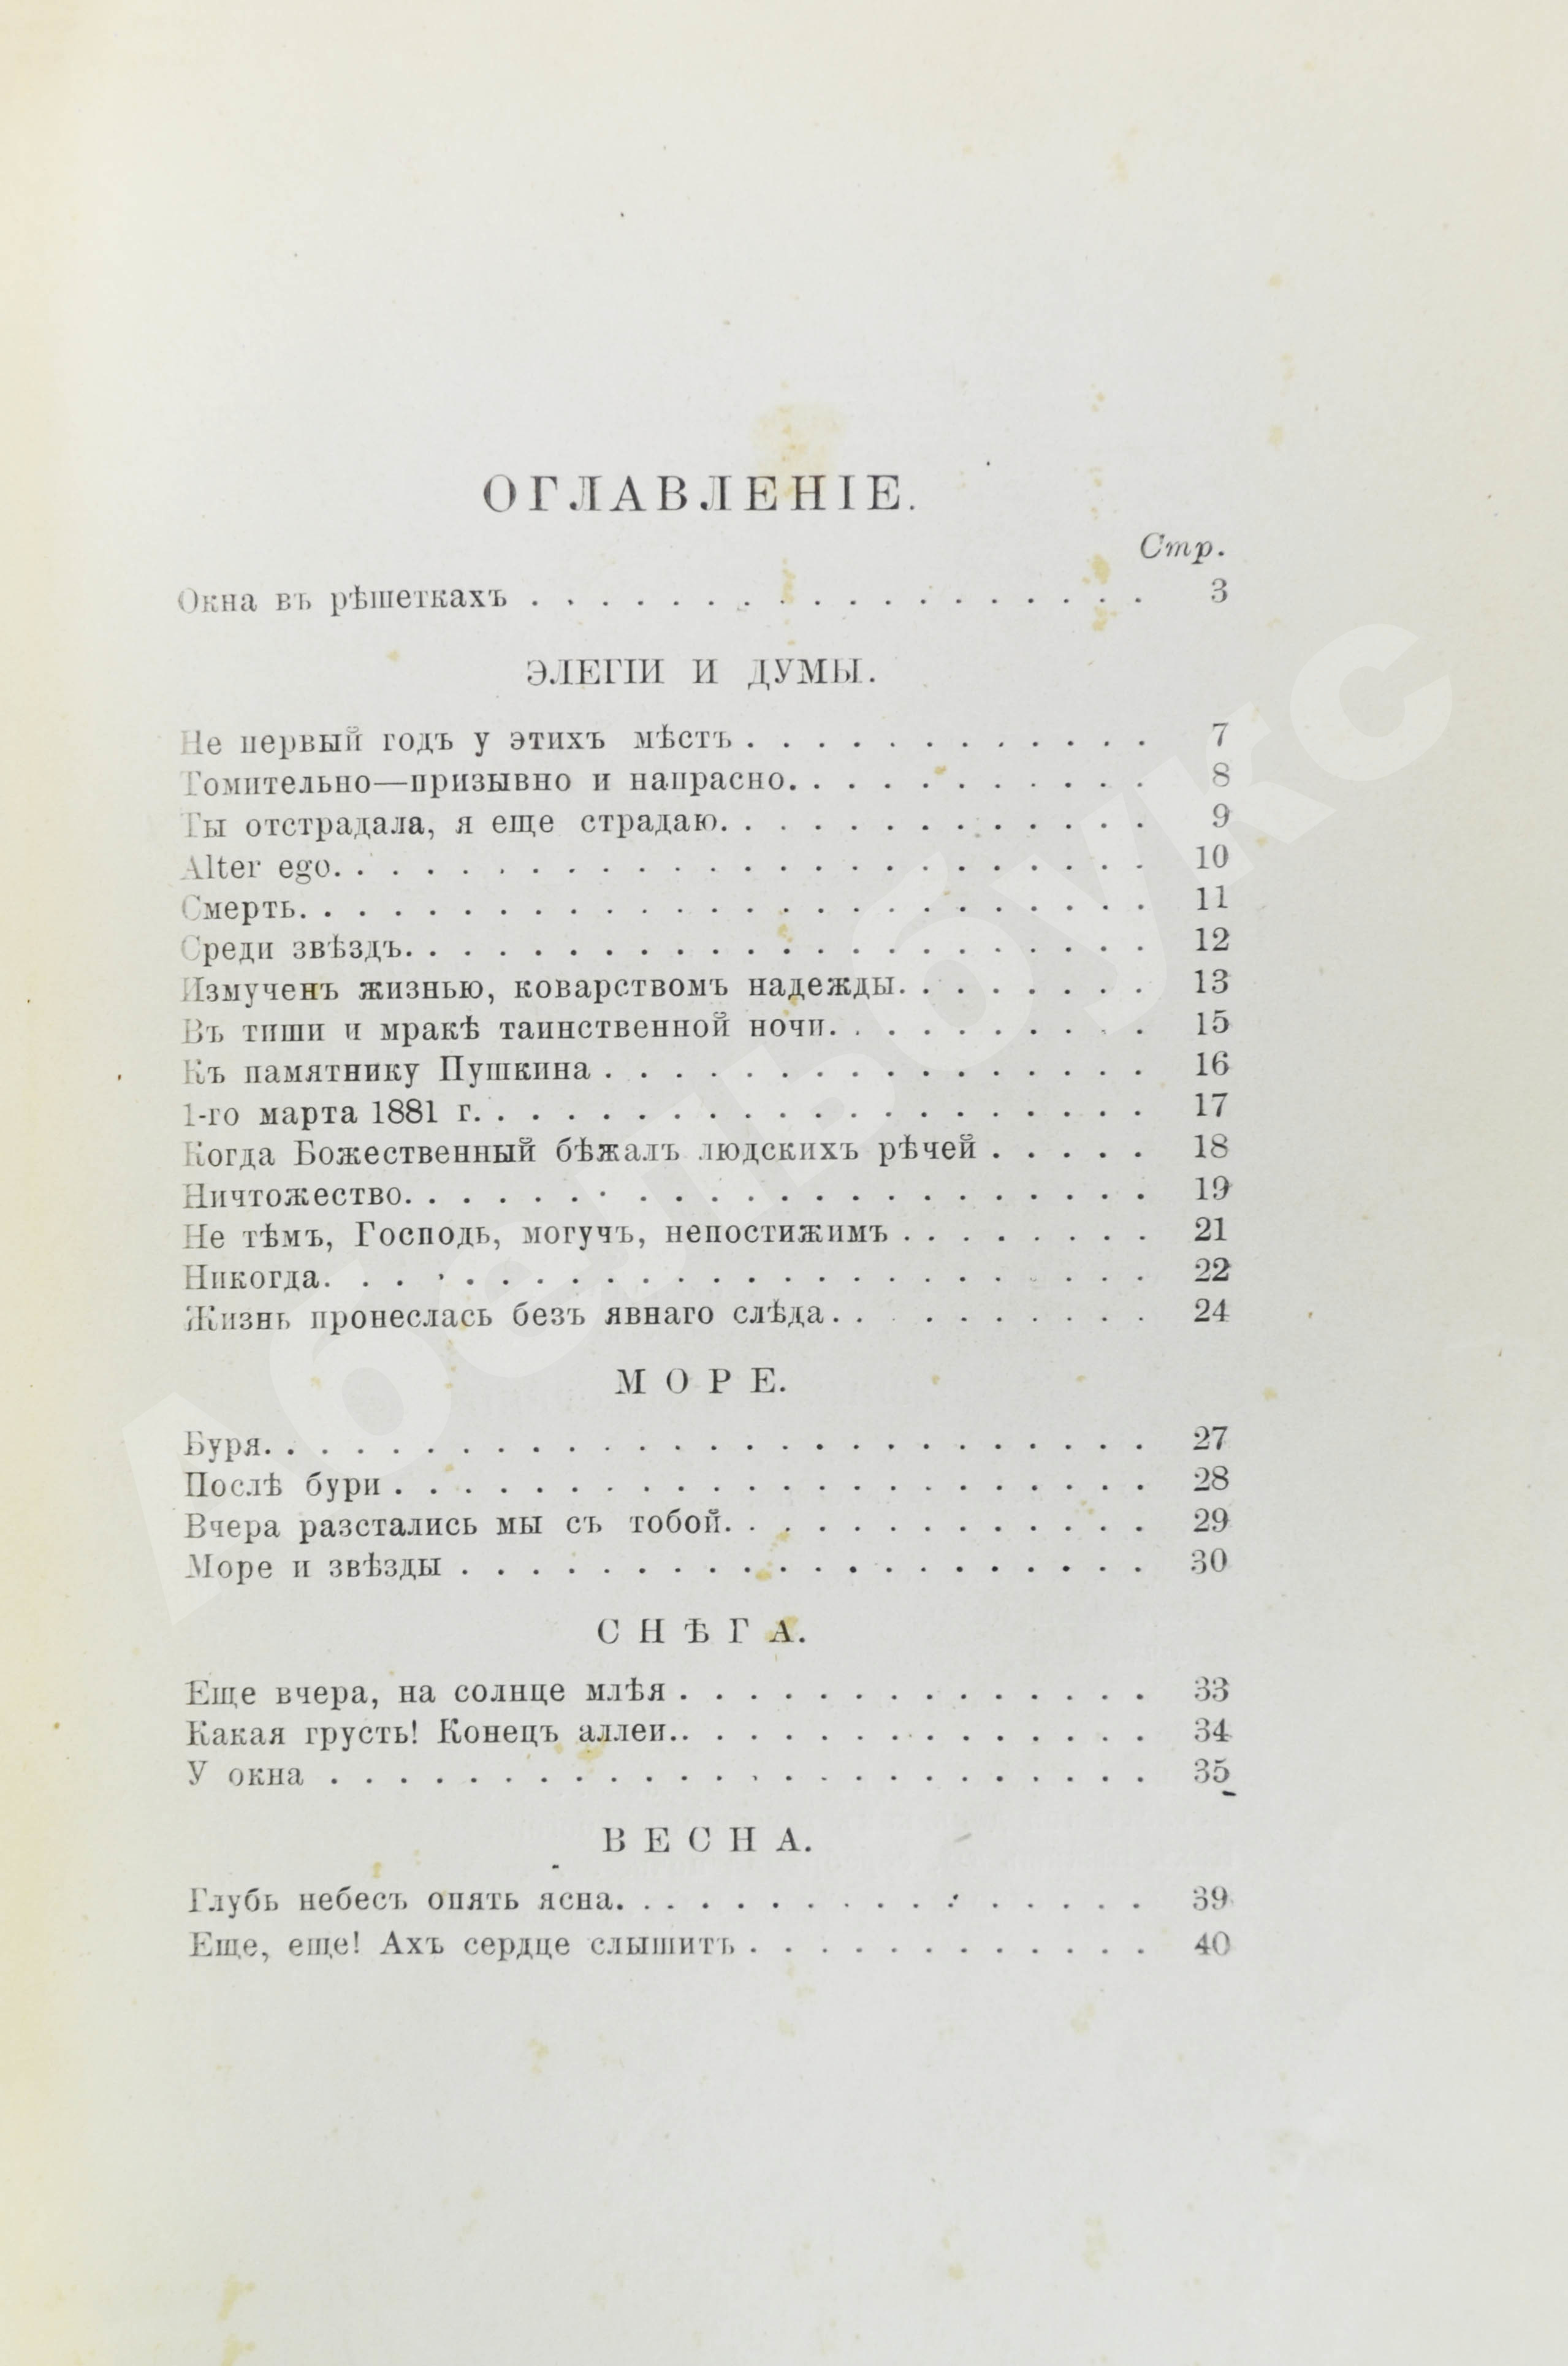 ОГЛАВЛЕНІЕ.
Стр.
Окна въ рѣшеткахъ . . . . . . . . . . . . . . . . . . 3
ЭЛЕГІИ И ДУМЫ.
Не первый годъ у этихъ мѣстъ . . . . . . . . . . . . 7
Томительно—призывно и напрасно. . . . . . . . . . . 8
Ты отстрадала, я еще страдаю. . . . . . . . . . . . . 9
Alter ego. . . . . . . . . . . . . . . . . . . . . . . . 10
Смерть. . . . . . . . . . . . . . . . . . . . . . . . . 11
Среди звѣздъ. . . . . . . . . . . . . . . . . . . . . . 12
Измученъ жизнью, коварствомъ надежды. . . . . . . . 13
Въ тиши и мракѣ таинственной ночи. . . . . . . . . . 15
Къ памятнику Пушкина . . . . . . . . . . . . . . . . 16
1-го марта 1881 г. . . . . . . . . . . . . . . . . . . . 17
Когда Божественный бѣжалъ людскихъ рѣчей . . . . . 18
Ничтожество. . . . . . . . . . . . . . . . . . . . . . 19
Не тѣмъ, Господь, могучъ, непостижимъ . . . . . . . . 21
Никогда. . . . . . . . . . . . . . . . . . . . . . . . 22
Жизнь пронеслась безъ явнаго слѣда. . . . . . . . . 24
МОРЕ.
Буря. . . . . . . . . . . . . . . . . . . . . . . . . . 27
Послѣ бури . . . . . . . . . . . . . . . . . . . . . . 28
Вчера разстались мы съ тобой. . . . . . . . . . . . . 29
Море и звѣзды . . . . . . . . . . . . . . . . . . . . 30
СНѢГА.
Еще вчера, на солнце млѣя . . . . . . . . . . . . . . 33
Какая грусть! Конецъ аллеи. . . . . . . . . . . . . . . 34
У окна . . . . . . . . . . . . . . . . . . . . . . . . 35
ВЕСНА.
Глубь небесъ опять ясна. . . . . . . . . . . . . . . . 39
Еще, еще! Ахъ сердце слышитъ . . . . . . . . . . . . 40
Абельбукс